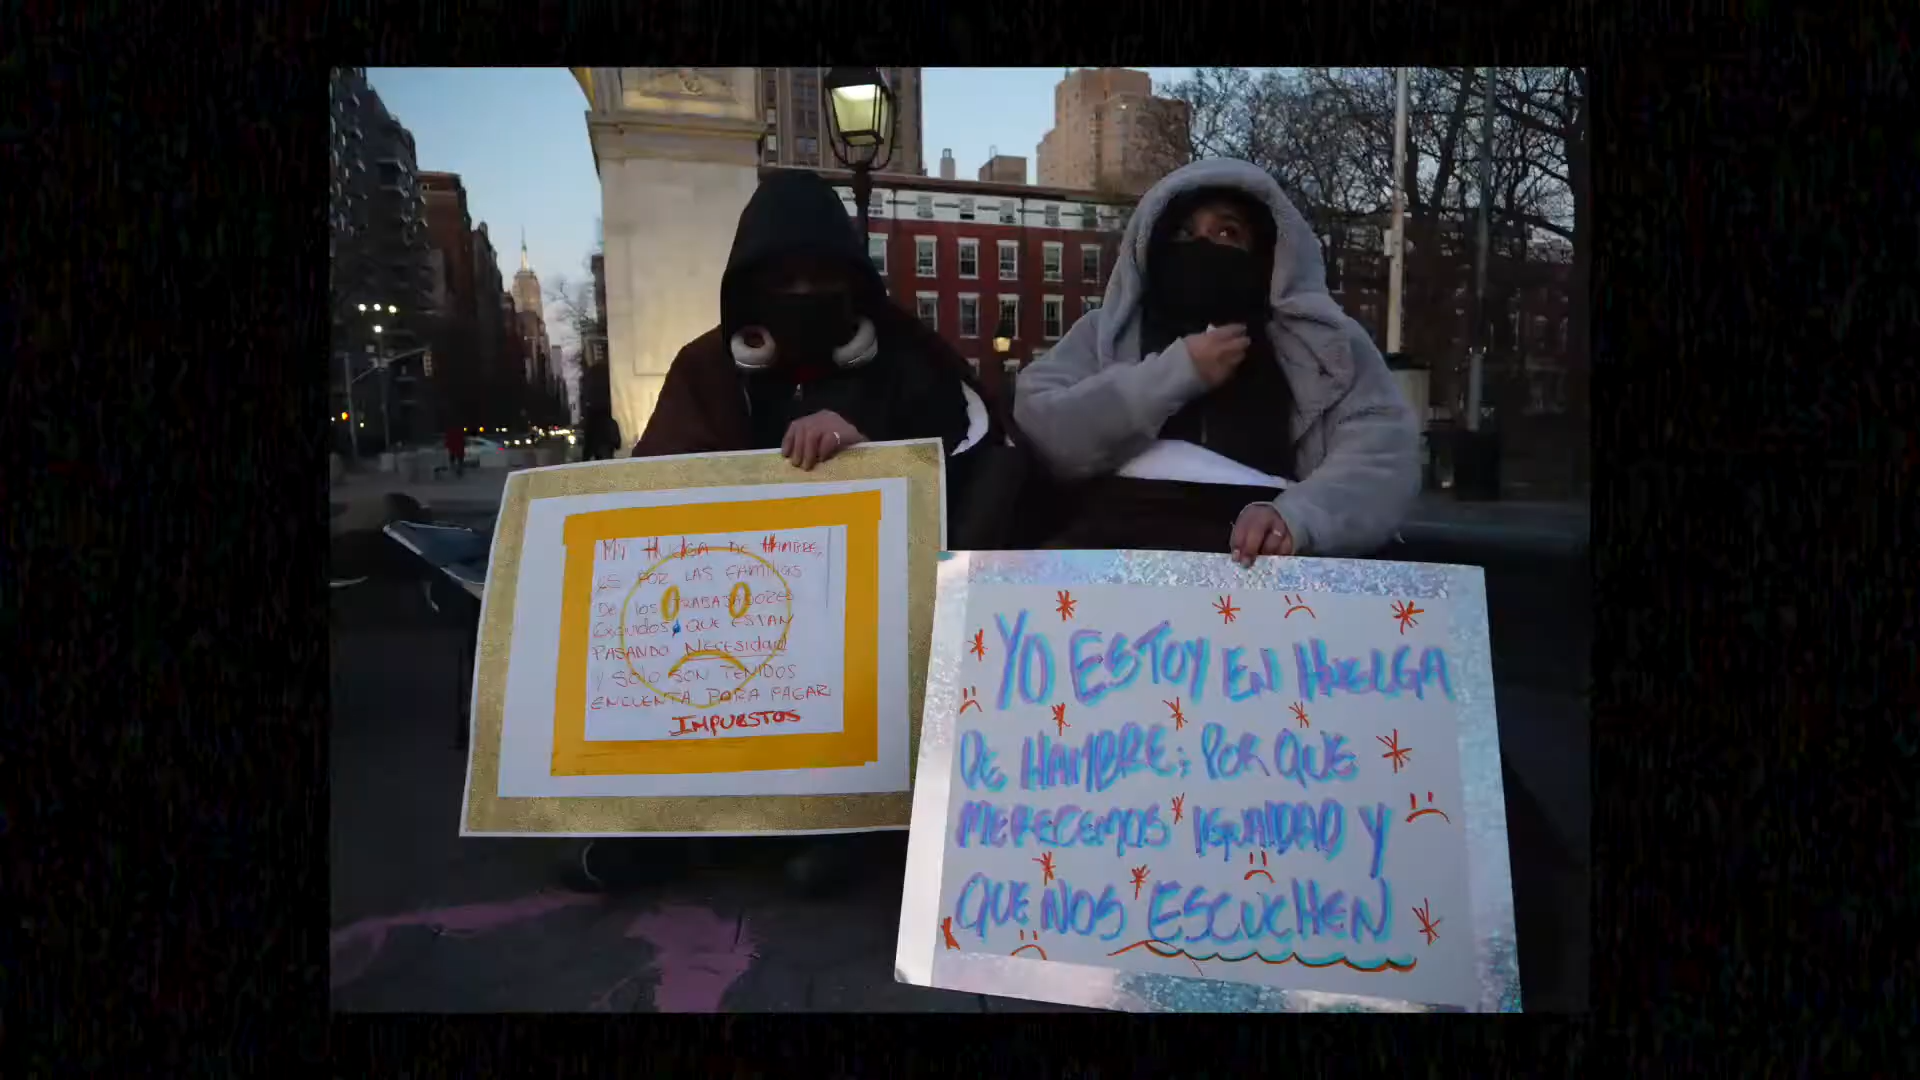 MI HUELGA DE HAMBRE,
ES POR LAS FAMILIAS
DE LOS TRABAJADORES
EXCLUIDOS, QUE ESTAN
PASANDO NECESIDAD
Y SOLO SON TENIDOS
ENCUENTA PARA PAGAR
IMPUESTOS
YO ESTOY EN HUELGA
DE HAMBRE; POR QUE
MERECEMOS IGUALDAD Y
QUE NOS ESCUCHEN